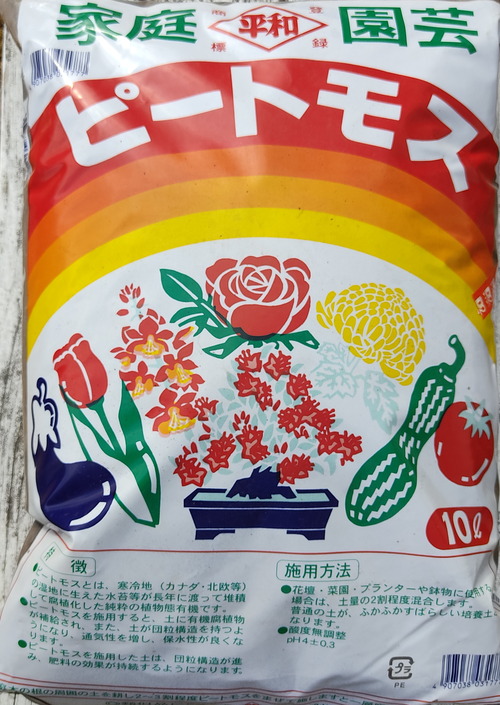 家庭 平和 園芸
登録
商標
ピートモス
10ℓ
徴
ピートモスとは、寒冷地（カナダ・北欧等）
の湿地に生えた水苔等が長年に渡って堆積
して腐植化した純粋の植物態有機です。
●ピートモスを施用すると、土に有機腐植物
が補給され、また、土が団粒構造を持つよ
うになり、通気性を増し、保水性が良くな
ります。
●ピートモスを施用した土は、団粒構造が進
み、肥料の効果が持続するようになります。
施用方法
●花壇・菜園・プランターや鉢物に使用する
場合は、土量の2割程度混合します。
普通の土が、ふかふかすばらしい培養土
なります。
●酸度無調整
pH4±0.3
プラ
PE